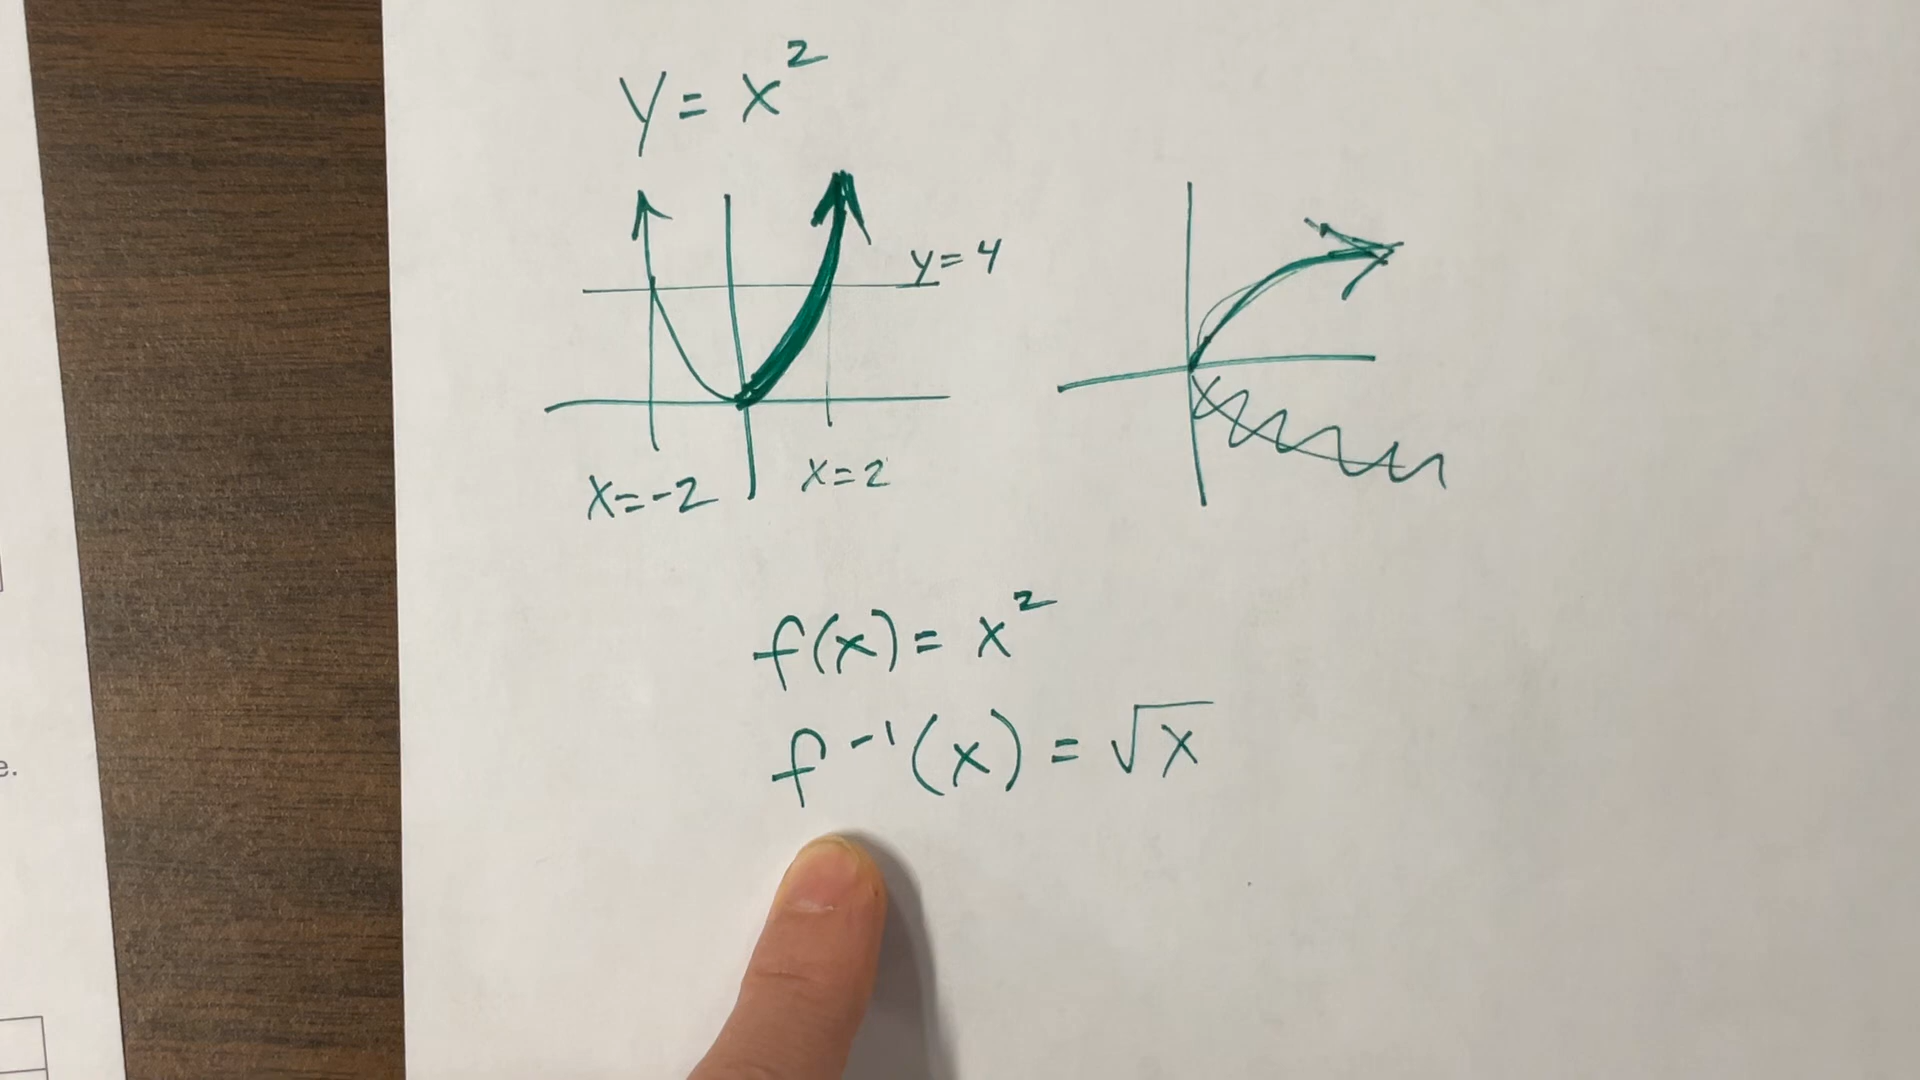 y = x²
y = 4
x = -2
x = 2
f(x) = x²
f⁻¹(x) = √x
e.